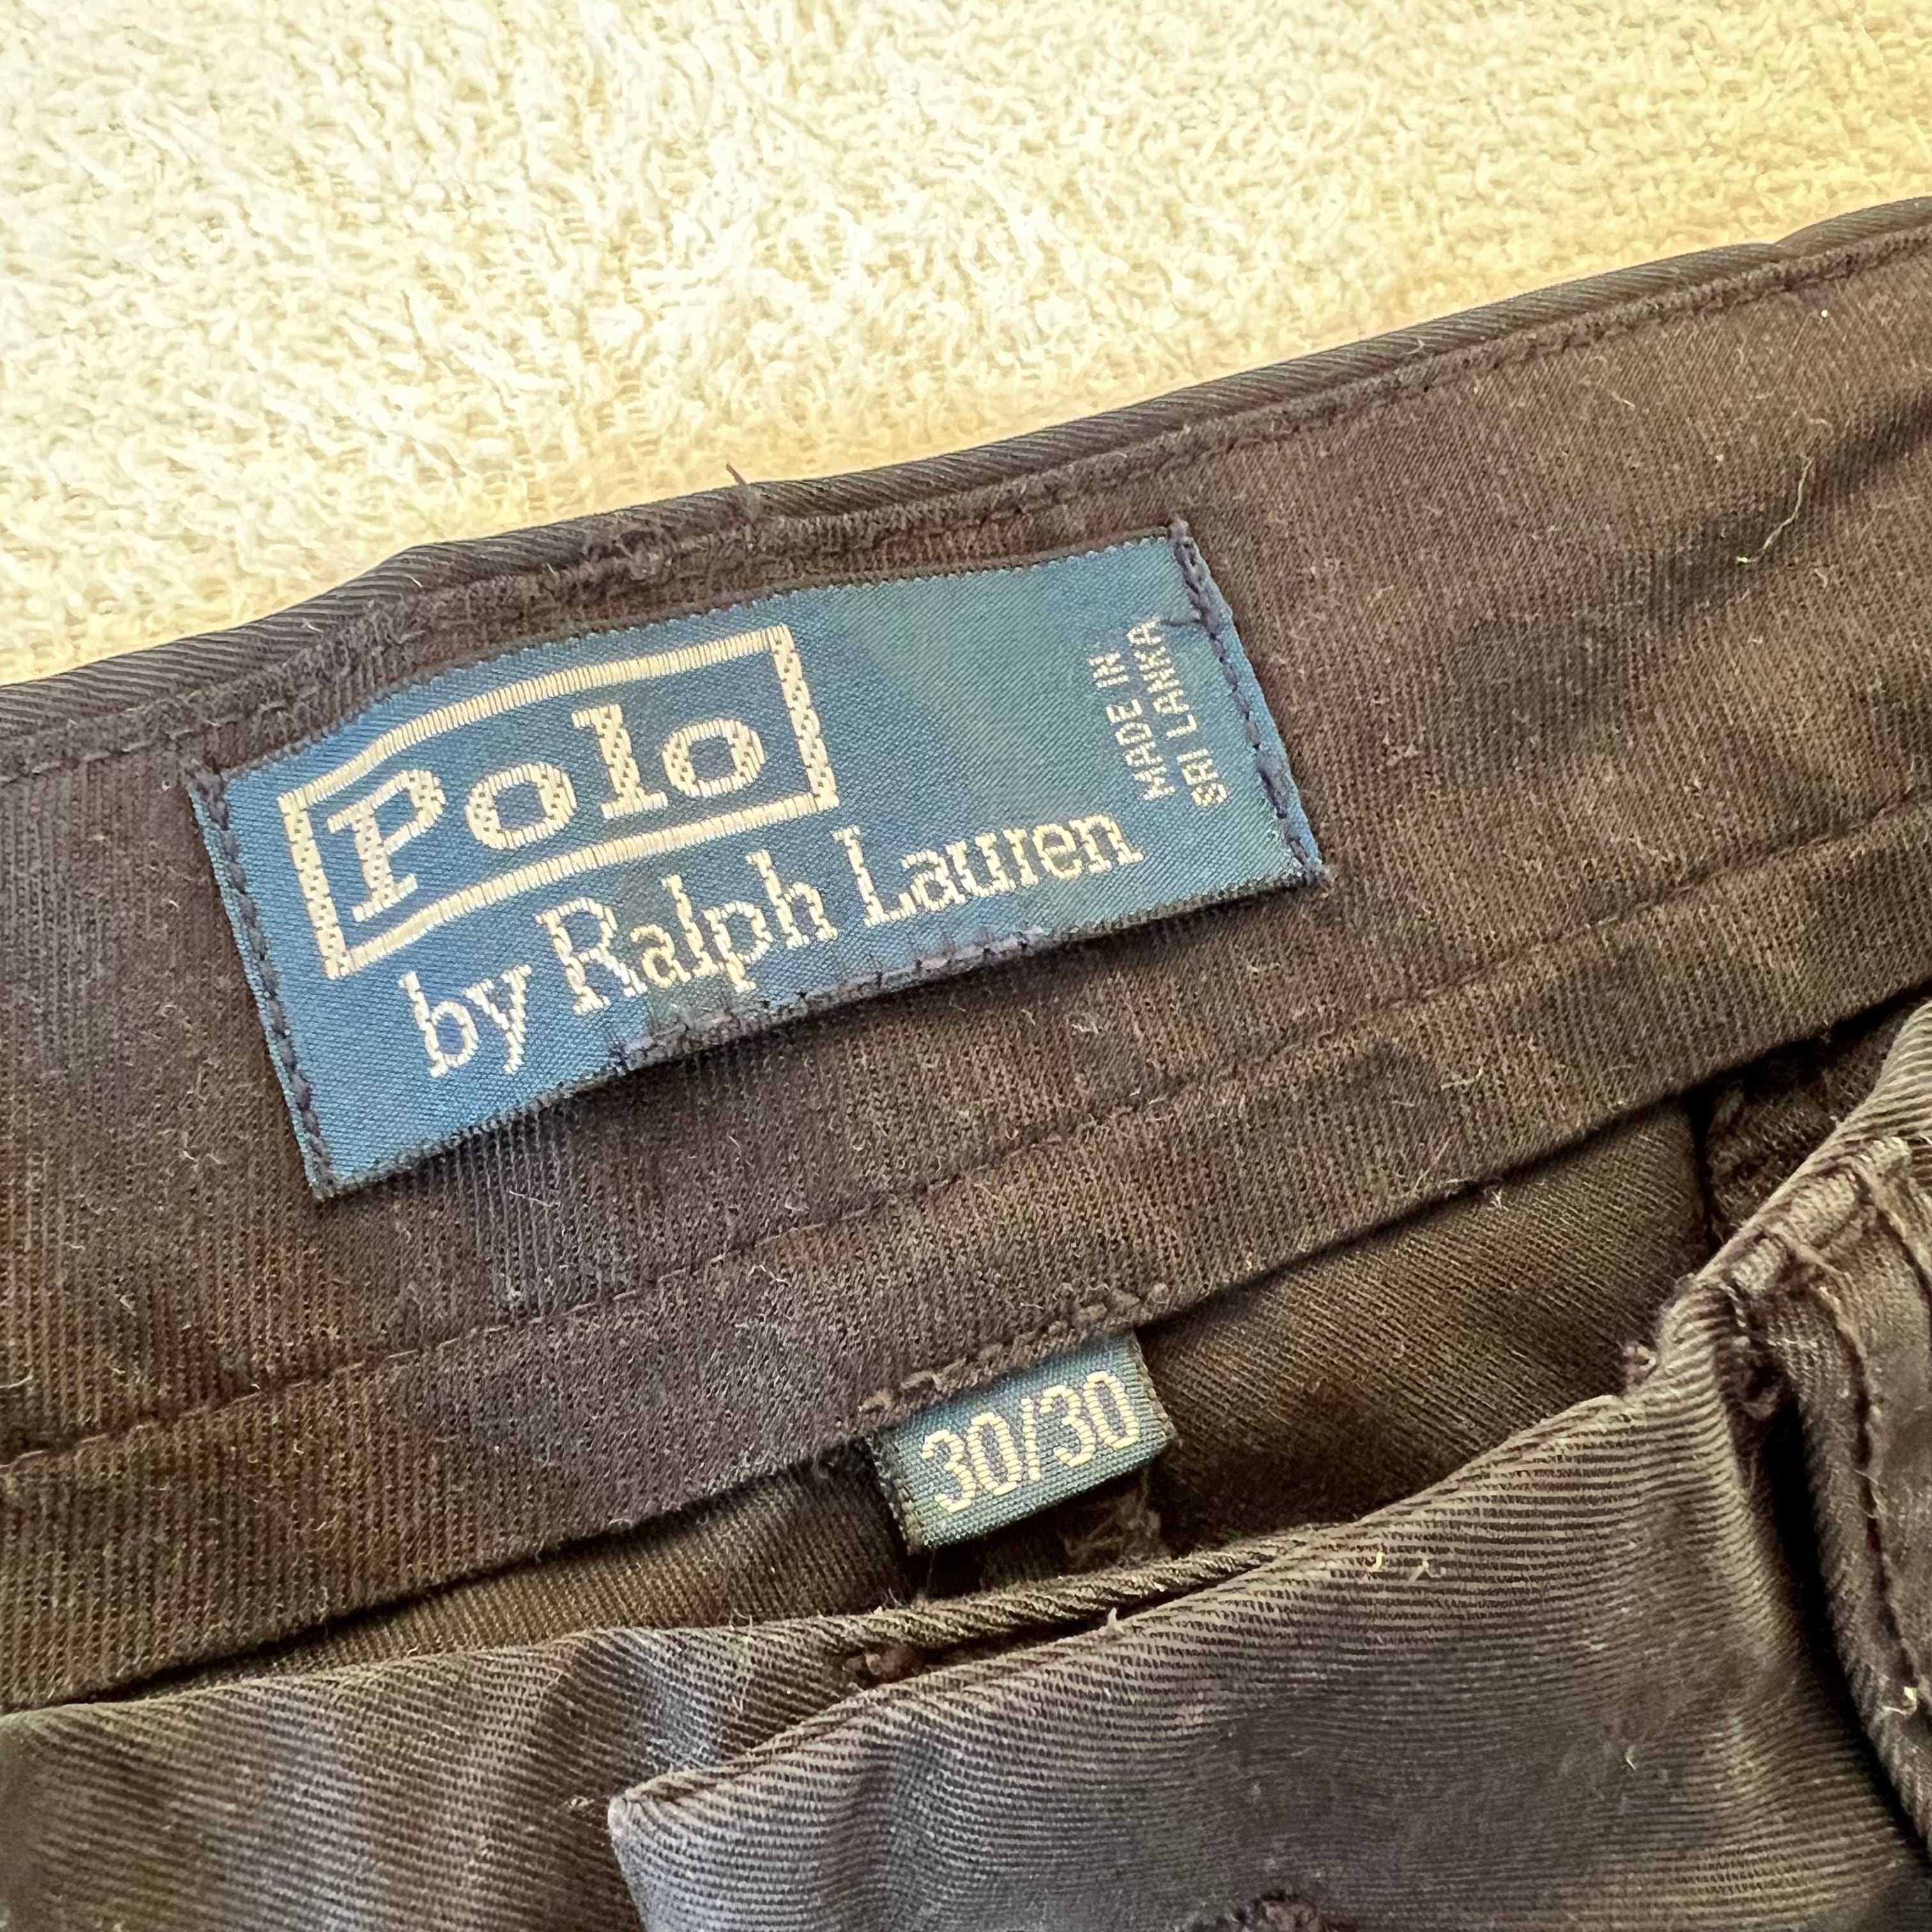 Polo
by Ralph Lauren
MADE IN
SRI LANKA
30/30